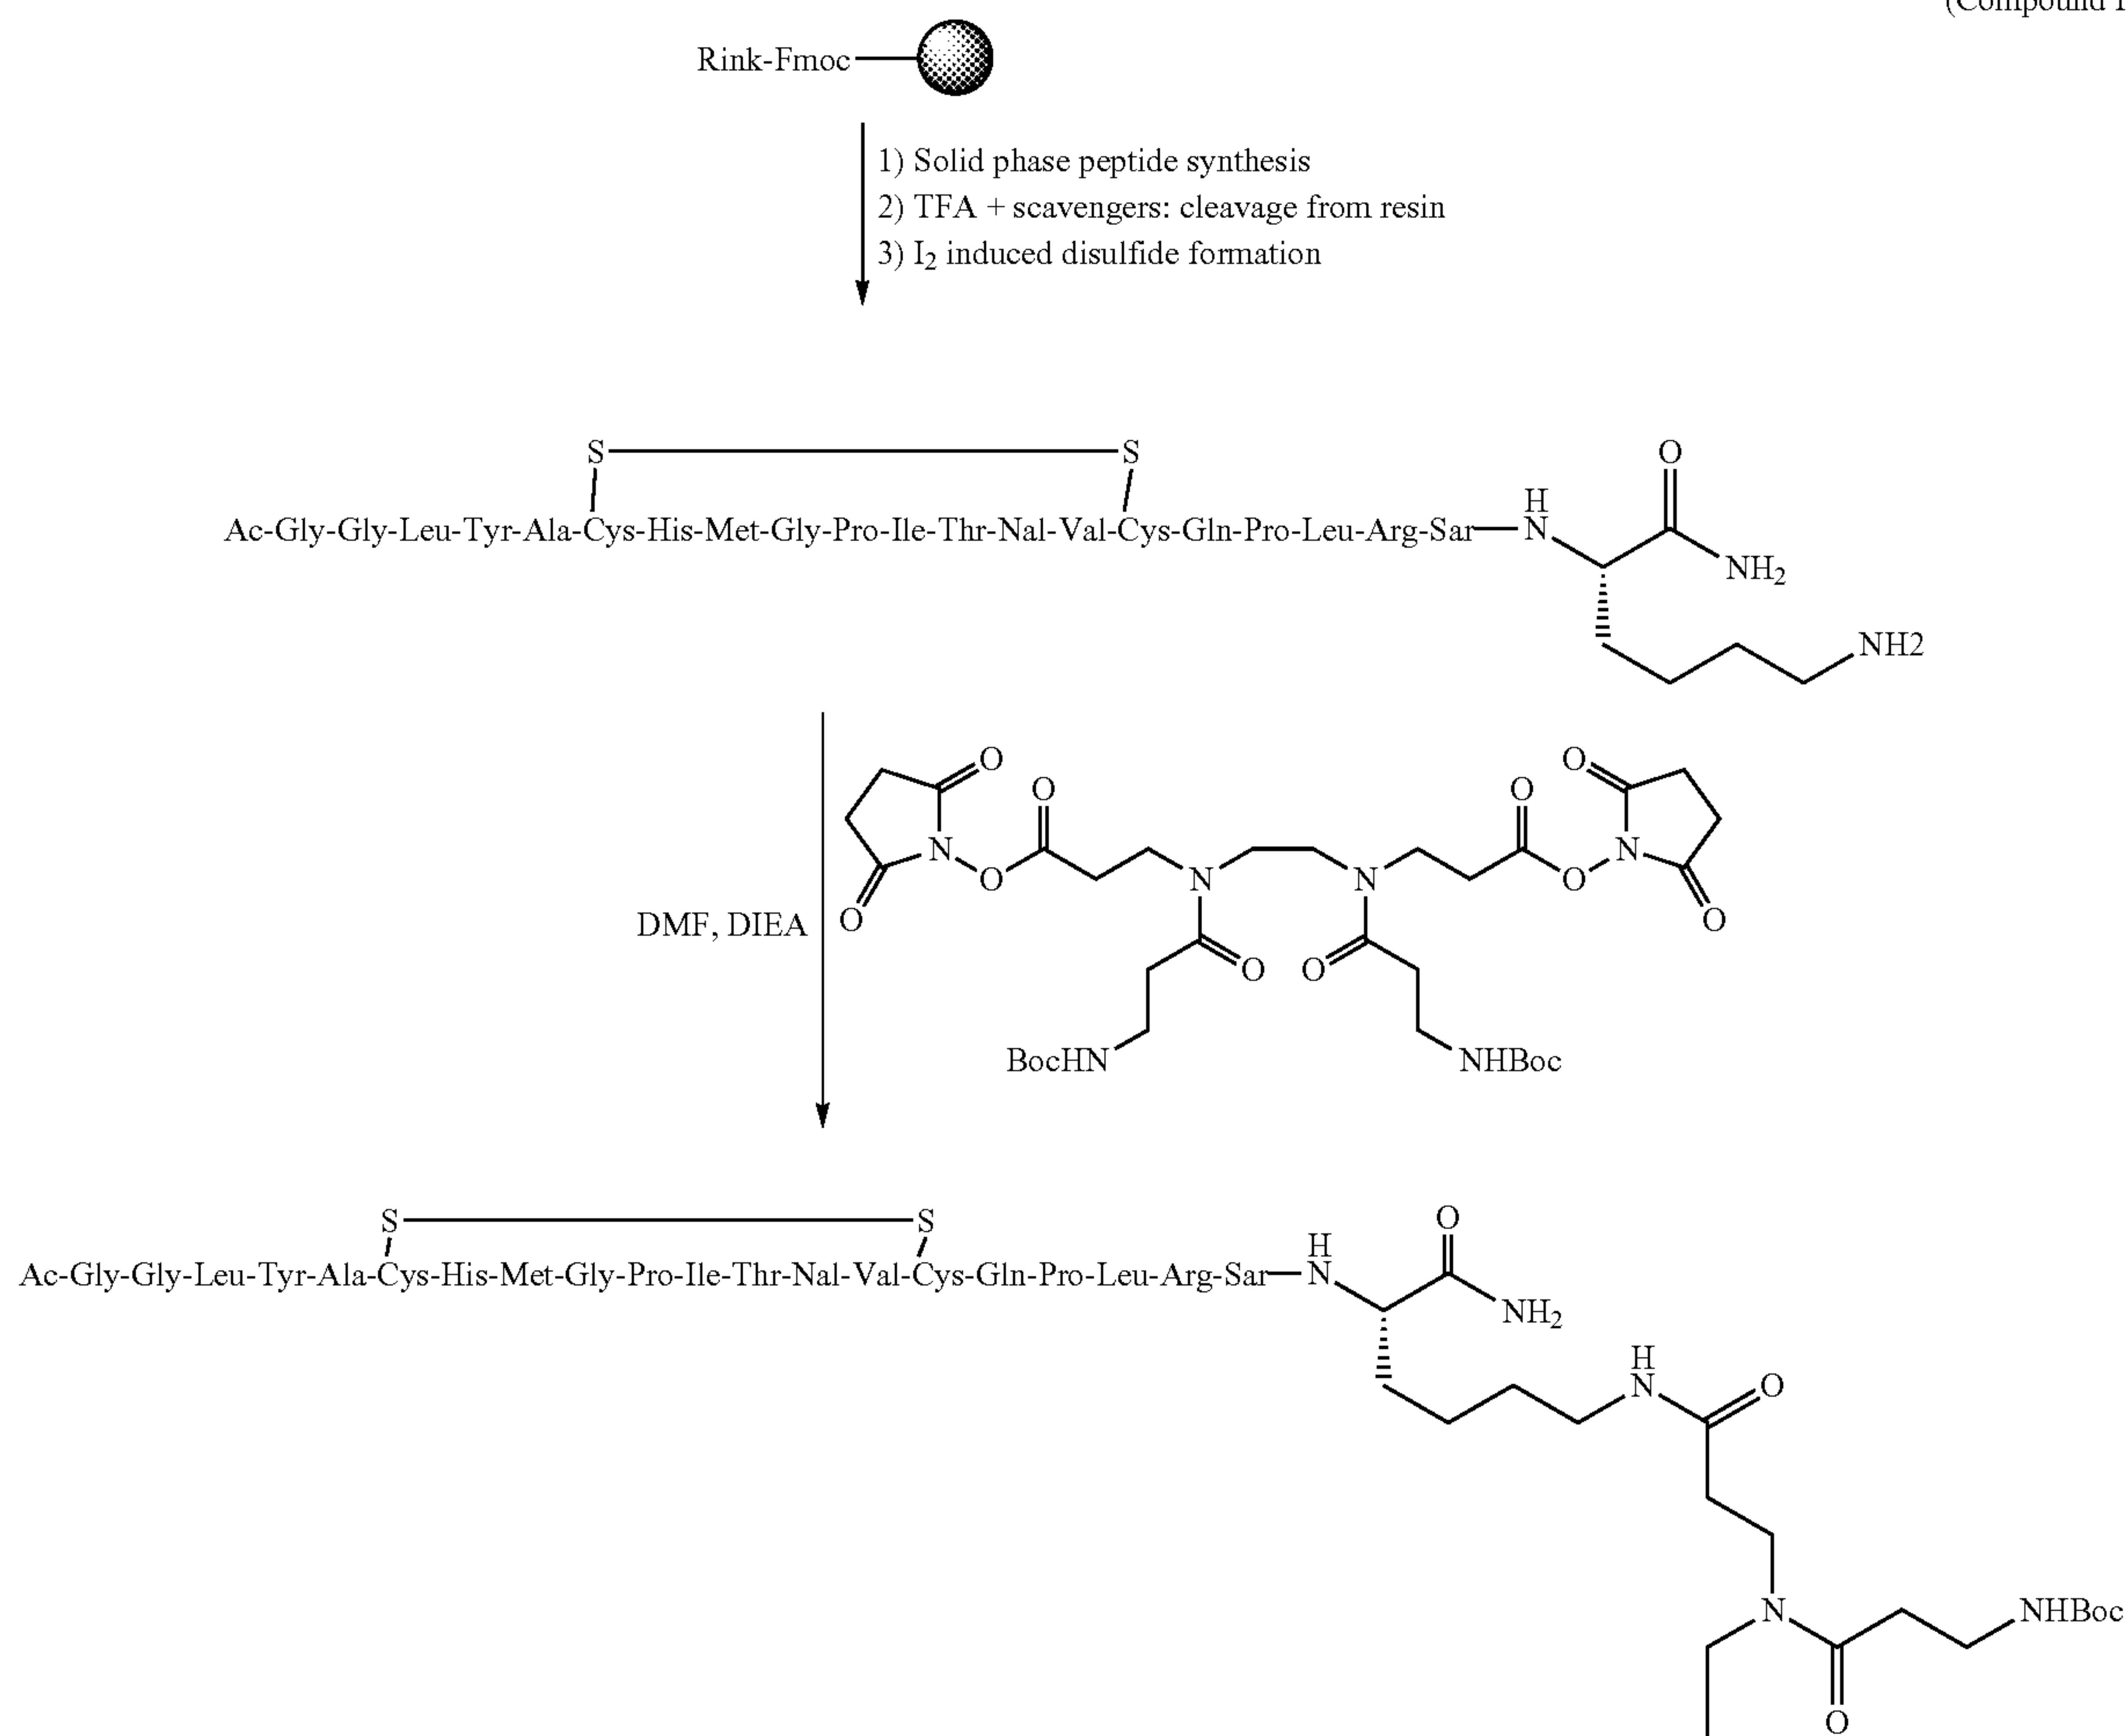 (Compound 1
Rink-Fmoc
1) Solid phase peptide synthesis
2) TFA + scavengers: cleavage from resin
3) I₂ induced disulfide formation
S S O
Ac-Gly-Gly-Leu-Tyr-Ala-Cys-His-Met-Gly-Pro-Ile-Thr-Nal-Val-Cys-Gln-Pro-Leu-Arg-Sar
H
N
NH₂
NH2
O O
O O
N N
O O
N N
O O
DMF, DIEA
O O
BocHN NHBoc
S S O
Ac-Gly-Gly-Leu-Tyr-Ala-Cys-His-Met-Gly-Pro-Ile-Thr-Nal-Val-Cys-Gln-Pro-Leu-Arg-Sar
H
N
NH₂
H
N O
N NHBoc
O